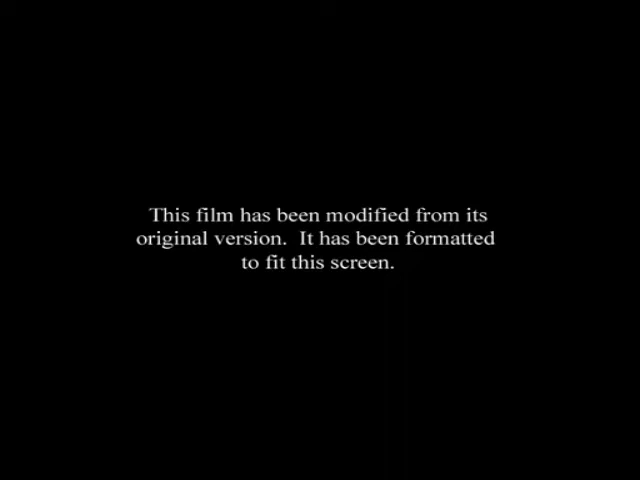 This film has been modified from its
original version.  It has been formatted
to fit this screen.